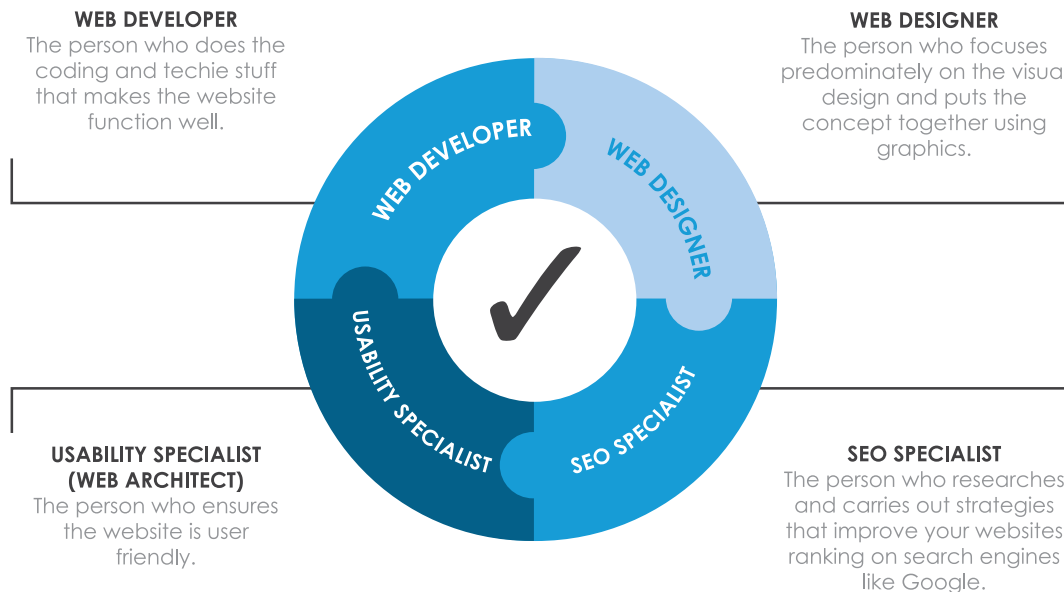 WEB DEVELOPER
The person who does the
coding and techie stuff
that makes the website
function well.
WEB DESIGNER
The person who focuses
predominately on the visual
design and puts the
concept together using
graphics.
WEB DEVELOPER
WEB DESIGNER
USABILITY SPECIALIST
SEO SPECIALIST
USABILITY SPECIALIST
(WEB ARCHITECT)
The person who ensures
the website is user
friendly.
SEO SPECIALIST
The person who researches
and carries out strategies
that improve your websites
ranking on search engines
like Google.